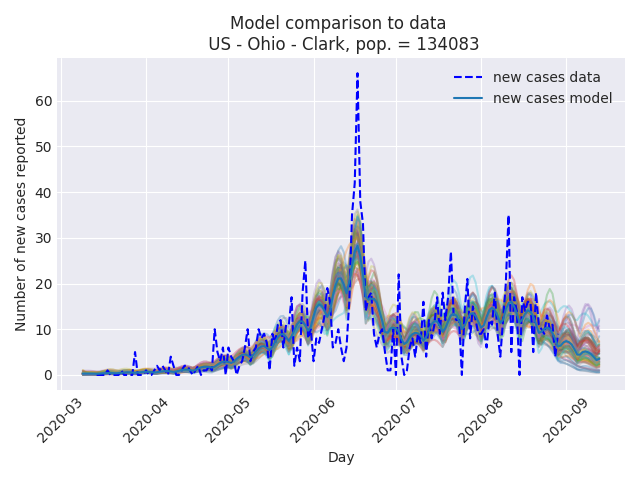 Model comparison to data
US - Ohio - Clark, pop. = 134083
new cases data
new cases model
Number of new cases reported
60
50
40
30
20
10
0
2020-03
2020-04
2020-05
2020-06
2020-07
2020-08
2020-09
Day